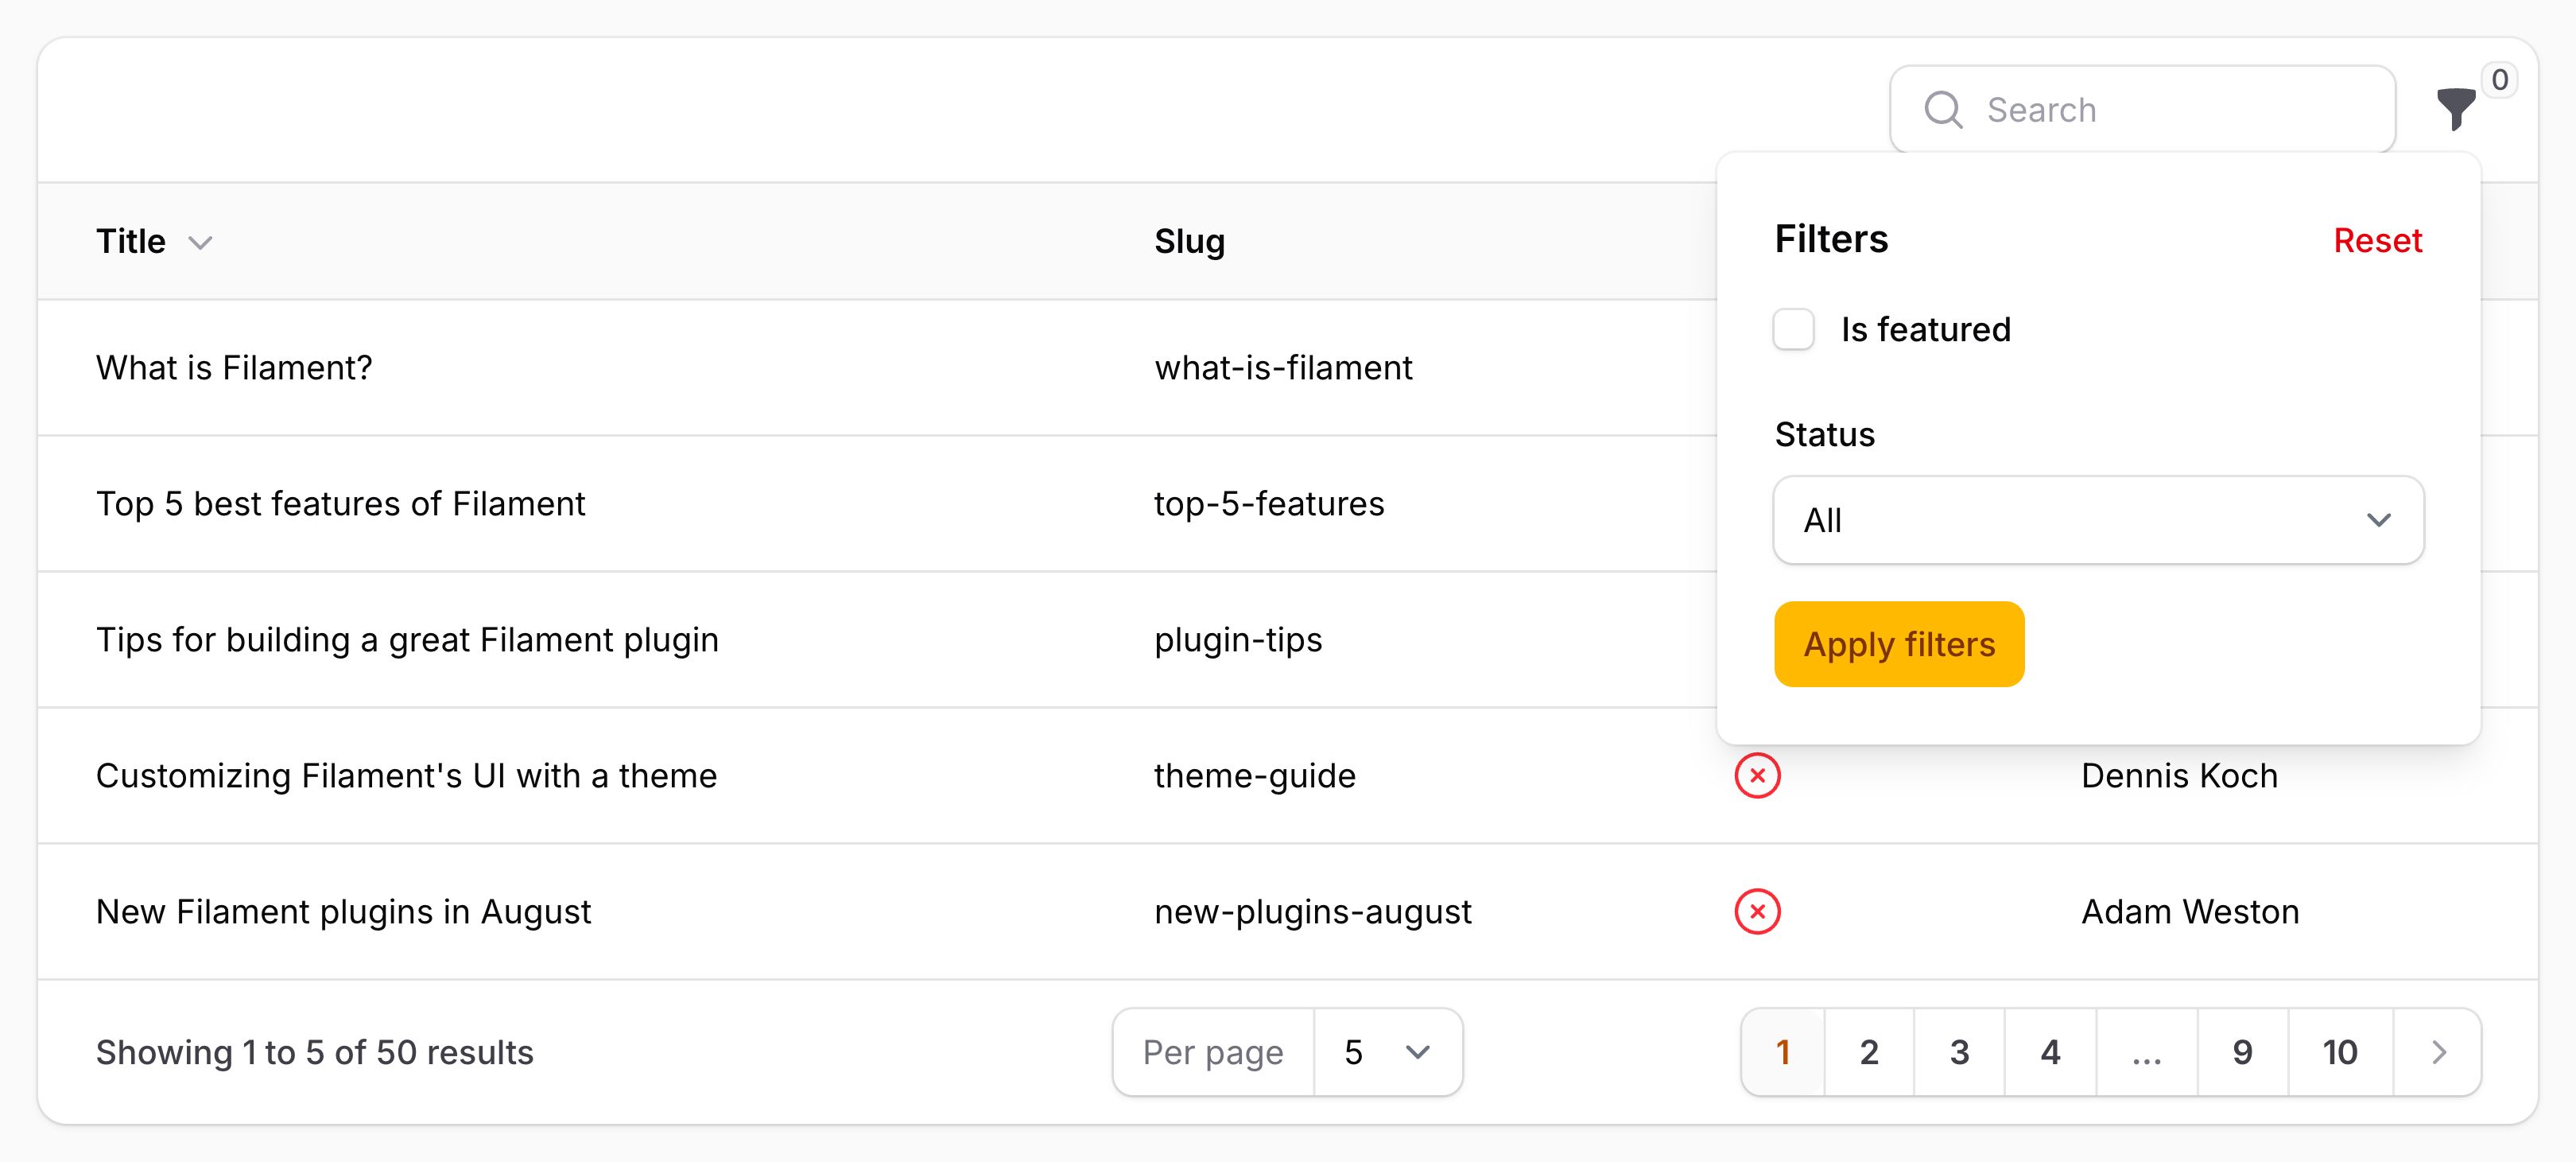 Search
0
Title
Slug
Filters
Reset
Is featured
Status
All
Apply filters
What is Filament?
what-is-filament
Top 5 best features of Filament
top-5-features
Tips for building a great Filament plugin
plugin-tips
Customizing Filament's UI with a theme
theme-guide
Dennis Koch
New Filament plugins in August
new-plugins-august
Adam Weston
Showing 1 to 5 of 50 results
Per page
5
1
2
3
4
...
9
10